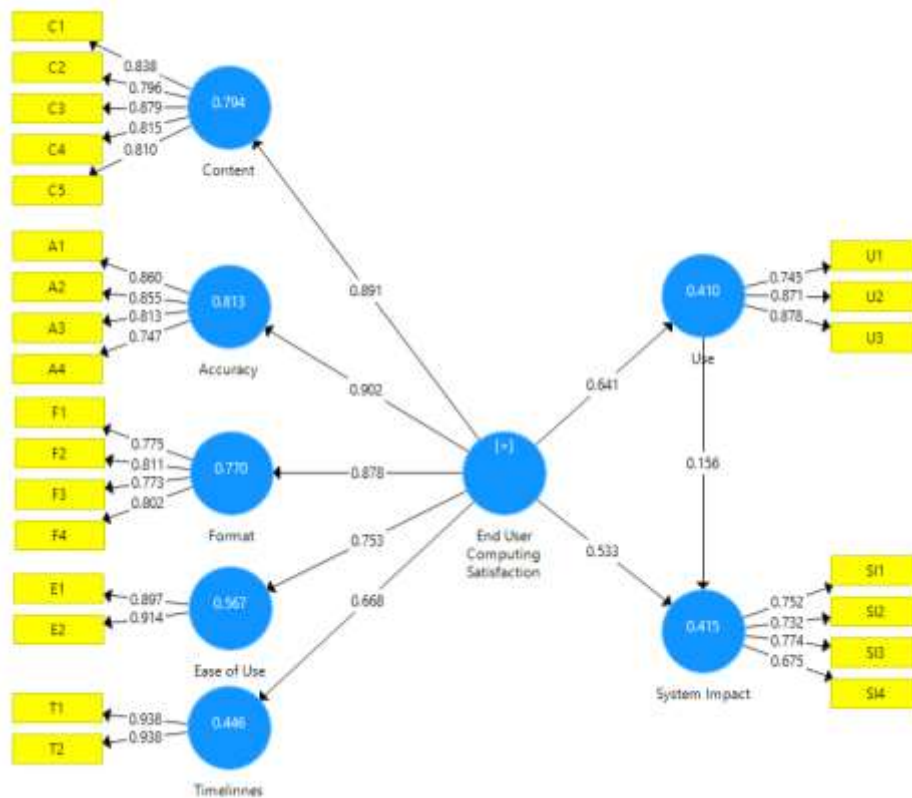 C1
C2
C3
C4
C5
0.838
0.796
0.879
0.815
0.810
0.794
Content
A1
A2
A3
A4
0.860
0.855
0.813
0.747
0.813
Accuracy
F1
F2
F3
F4
0.775
0.811
0.773
0.802
0.770
Format
E1
E2
0.897
0.914
0.567
Ease of Use
T1
T2
0.938
0.938
0.446
Timelinnes
0.891
0.902
0.878
0.753
0.668
[+]
End User
Computing
Satisfaction
0.641
0.533
0.156
0.410
Use
0.745
0.871
0.878
U1
U2
U3
0.415
System Impact
0.752
0.732
0.774
0.675
SI1
SI2
SI3
SI4